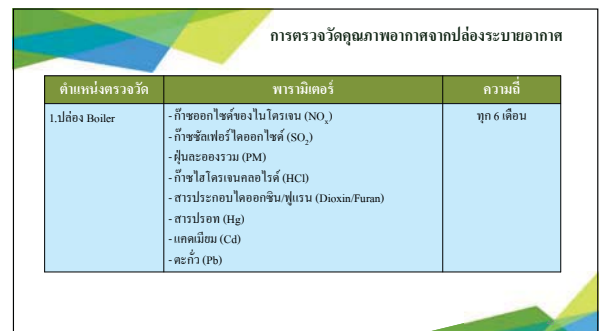 การตรวจวัดคุณภาพอากาศจากปล่องระบายอากาศ
ตำแหน่งตรวจวัด พารามิเตอร์ ความถี่
1.ปล่อง Boiler - ก๊าซออกไซด์ของไนโตรเจน (NOx) ทุก 6 เดือน
- ก๊าซซัลเฟอร์ไดออกไซด์ (SO2)
- ฝุ่นละอองรวม (PM)
- ก๊าซไฮโดรเจนคลอไรด์ (HCl)
- สารประกอบไดออกซิน/ฟูแรน (Dioxin/Furan)
- สารปรอท (Hg)
- แคดเมียม (Cd)
- ตะกั่ว (Pb)